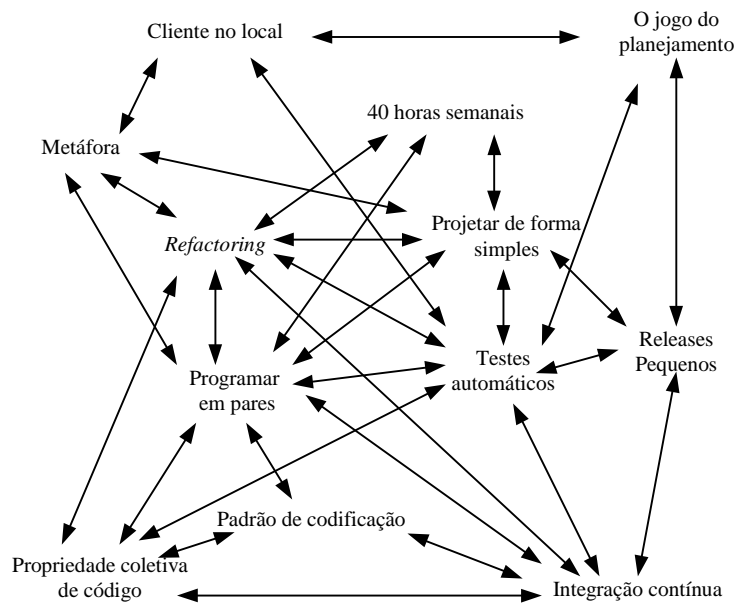 Cliente no local
O jogo do
planejamento
40 horas semanais
Metáfora
Projetar de forma
simples
Refactoring
Releases
Pequenos
Testes
automáticos
Programar
em pares
Padrão de codificação
Propriedade coletiva
de código
Integração contínua